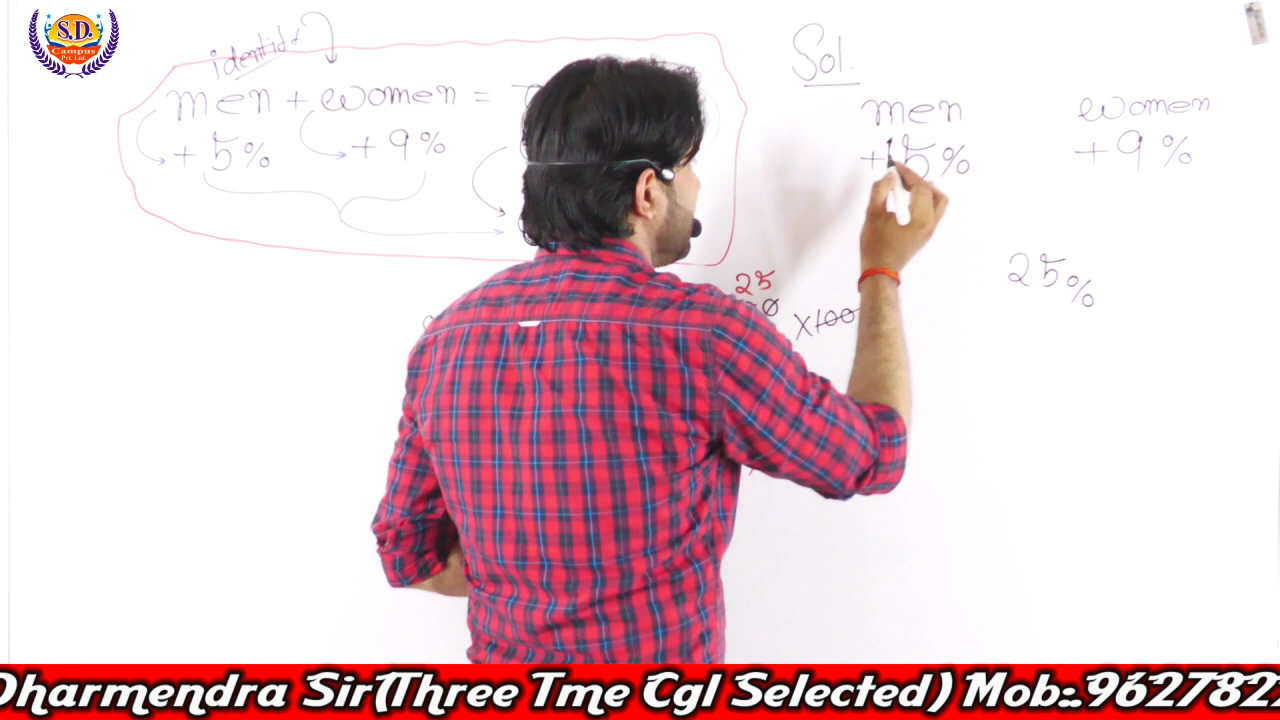 S.D.
Campus
Pvt. Ltd.
men + women =
+ 5% + 9%
Sol.
men women
+ 5% + 9%
25%
25
×100
Dharmendra Sir(Three Tme Cgl Selected) Mob:.962782